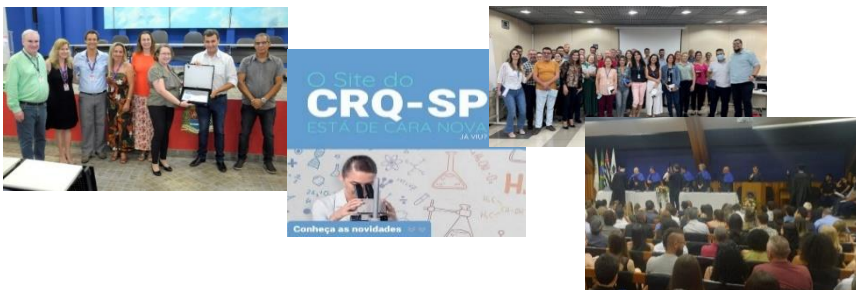 O Site do
CRQ-SP
ESTÁ DE CARA NOVA
JÁ VIU?
Conheça as novidades